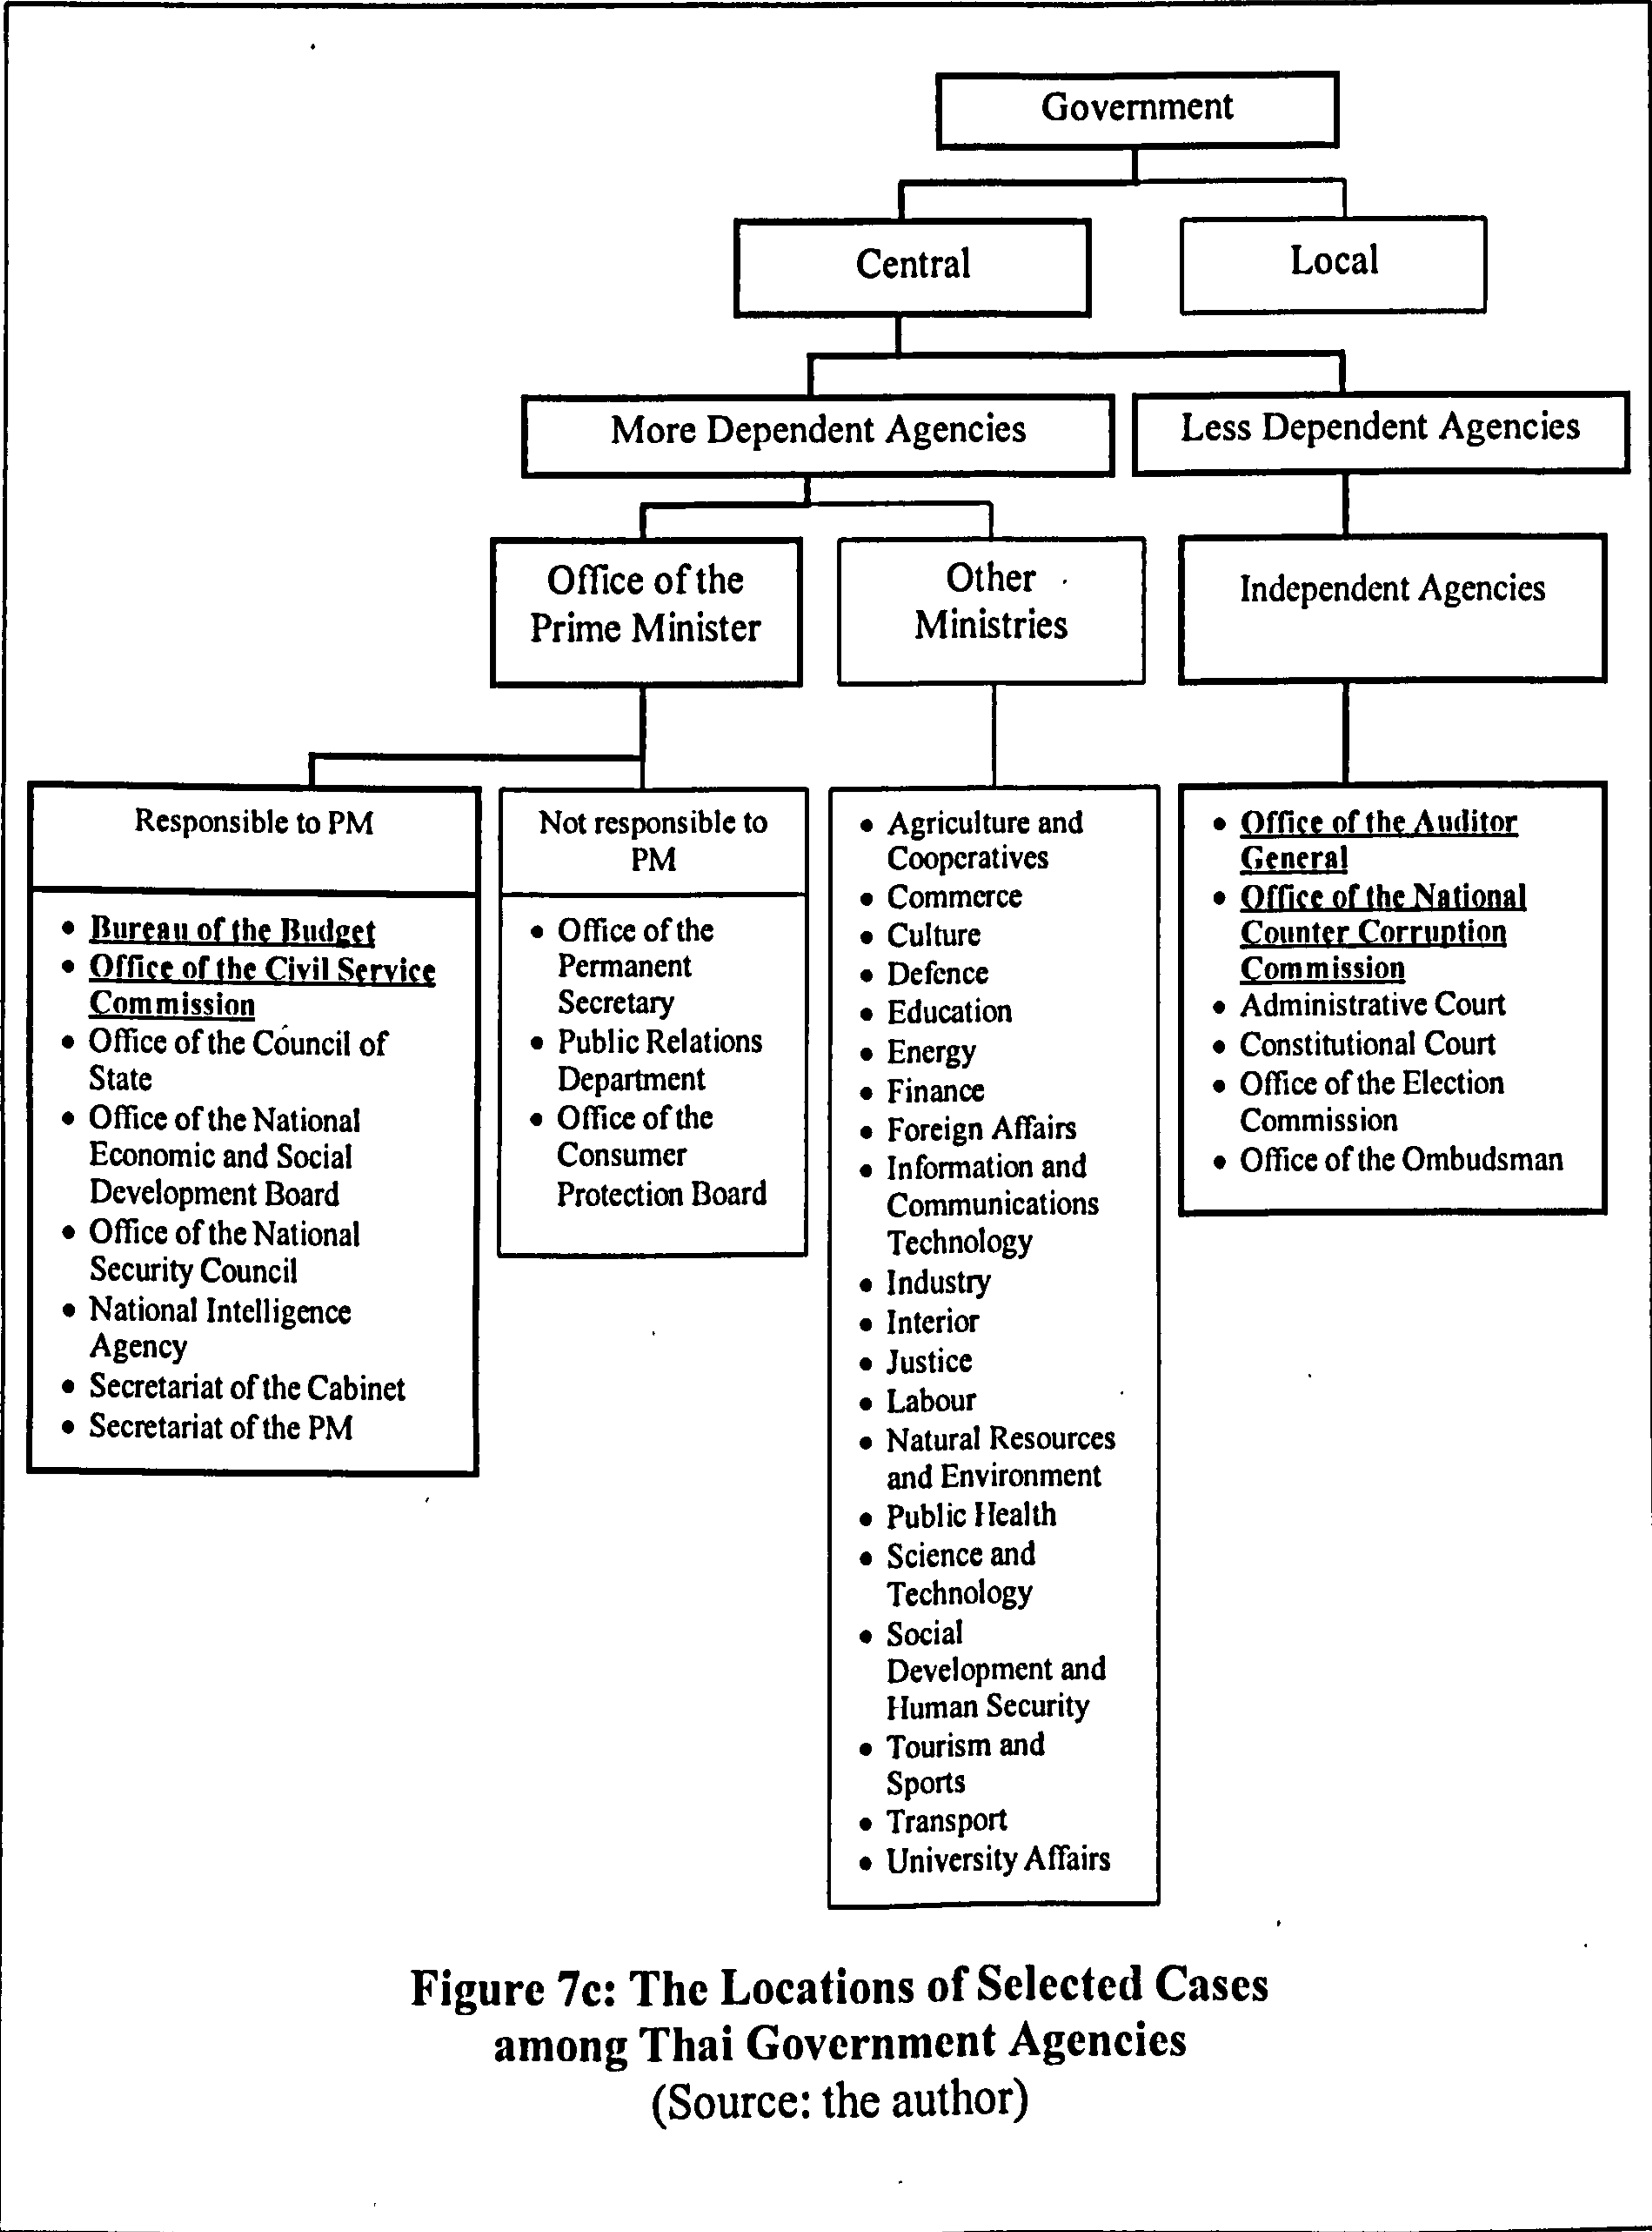 Government
Central
Local
More Dependent Agencies
Less Dependent Agencies
Office of the
Prime Minister
Other
Ministries
Independent Agencies
Responsible to PM
• Bureau of the Budget
• Office of the Civil Service
Commission
• Office of the Council of
State
• Office of the National
Economic and Social
Development Board
• Office of the National
Security Council
• National Intelligence
Agency
• Secretariat of the Cabinet
• Secretariat of the PM
Not responsible to
PM
• Office of the
Permanent
Secretary
• Public Relations
Department
• Office of the
Consumer
Protection Board
• Agriculture and
Cooperatives
• Commerce
• Culture
• Defence
• Education
• Energy
• Finance
• Foreign Affairs
• Information and
Communications
Technology
• Industry
• Interior
• Justice
• Labour
• Natural Resources
and Environment
• Public Health
• Science and
Technology
• Social
Development and
Human Security
• Tourism and
Sports
• Transport
• University Affairs
• Office of the Auditor
General
• Office of the National
Counter Corruption
Commission
• Administrative Court
• Constitutional Court
• Office of the Election
Commission
• Office of the Ombudsman
Figure 7c: The Locations of Selected Cases
among Thai Government Agencies
(Source: the author)